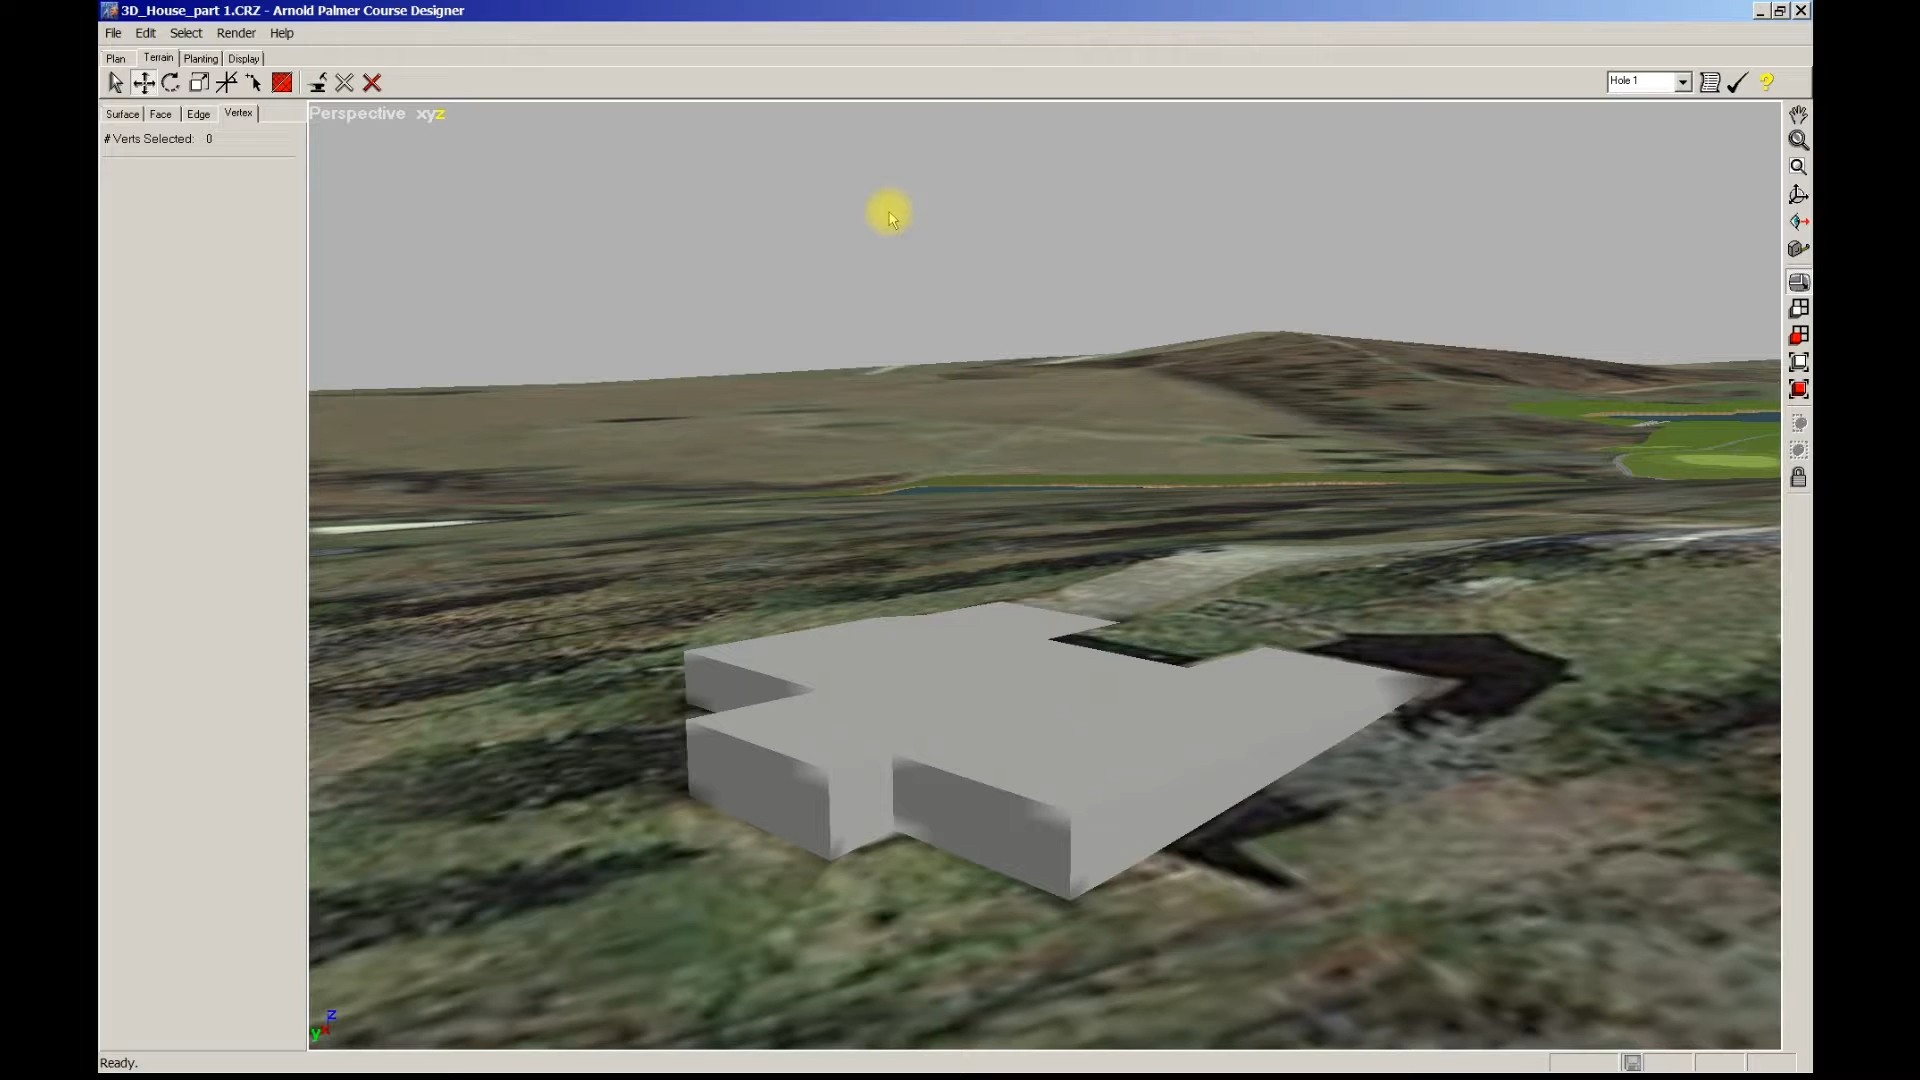 3D_House_part 1.CRZ - Arnold Palmer Course Designer
File Edit Select Render Help
Plan Terrain Planting Display
Hole 1
Surface Face Edge Vertex
Perspective xyz
# Verts Selected: 0
z
y x
Ready.